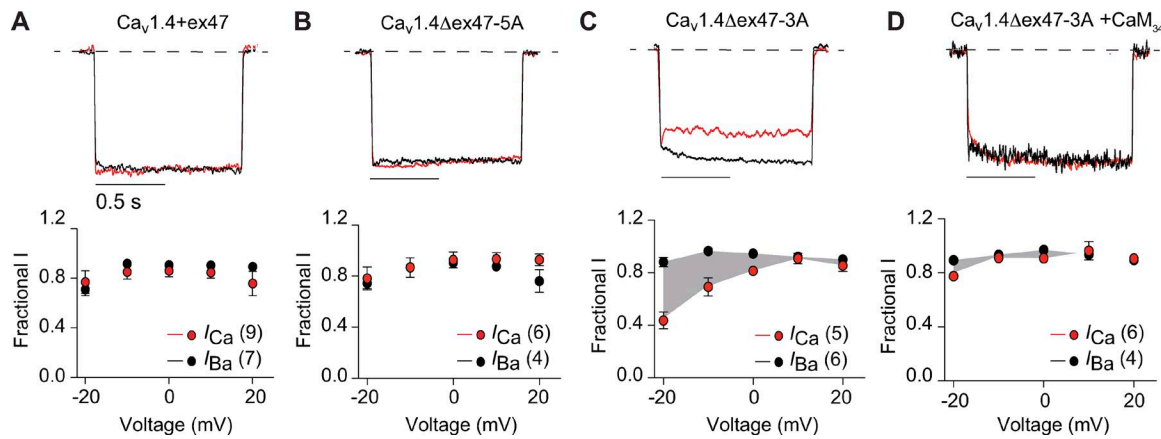 A Cav1.4+ex47
0.5 s
Fractional I
1.2
0.8
0.4
0.0
ICa (9)
IBa (7)
-20 0 20
Voltage (mV)
B Cav1.4Δex47-5A
Fractional I
1.2
0.8
0.4
0.0
ICa (6)
IBa (4)
-20 0 20
Voltage (mV)
C Cav1.4Δex47-3A
Fractional I
1.2
0.8
0.4
0.0
ICa (5)
IBa (6)
-20 0 20
Voltage (mV)
D Cav1.4Δex47-3A +CaM34
Fractional I
1.2
0.8
0.4
0.0
ICa (6)
IBa (4)
-20 0 20
Voltage (mV)